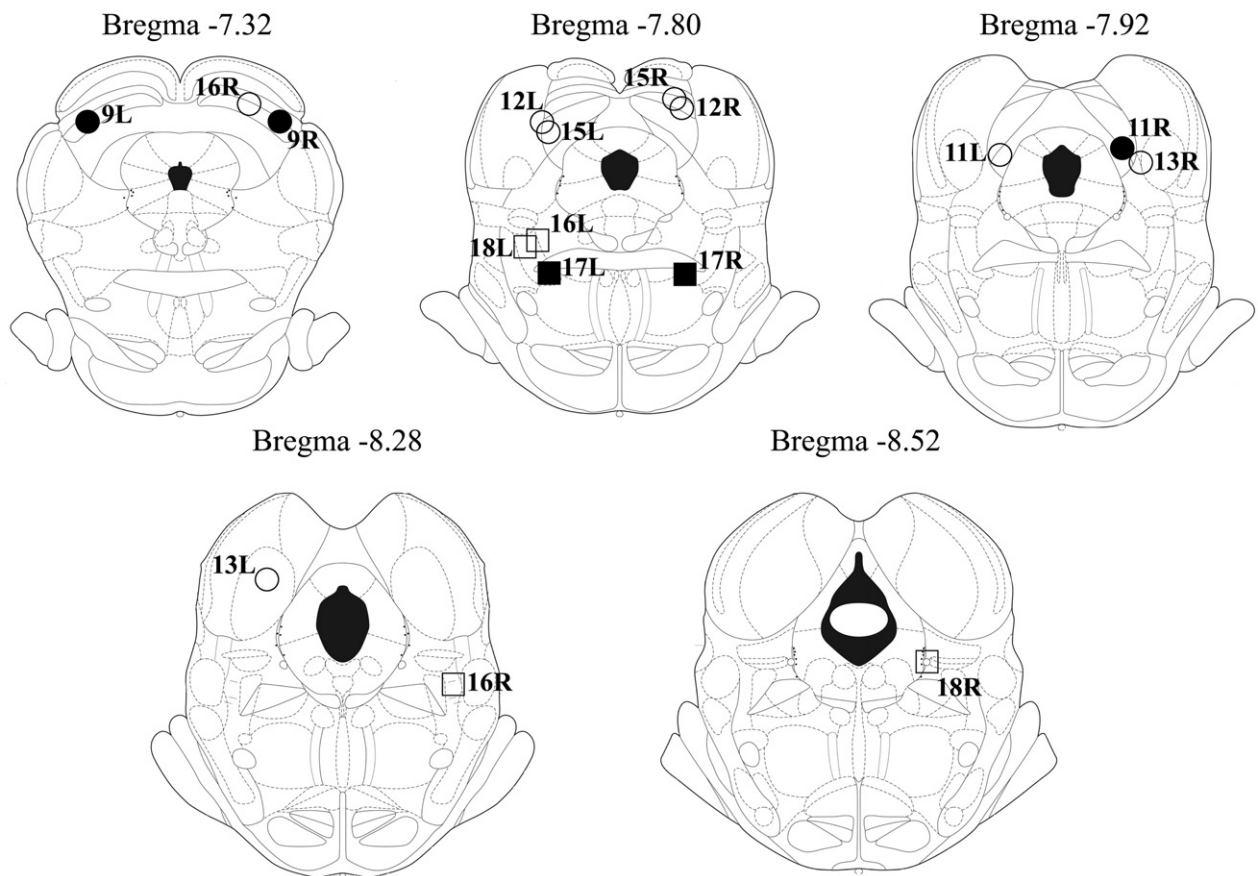 Bregma -7.32
Bregma -7.80
Bregma -7.92
16R
9L
9R
15R
12L
12R
15L
16L
18L
17L
17R
11R
11L
13R
Bregma -8.28
Bregma -8.52
13L
16R
18R